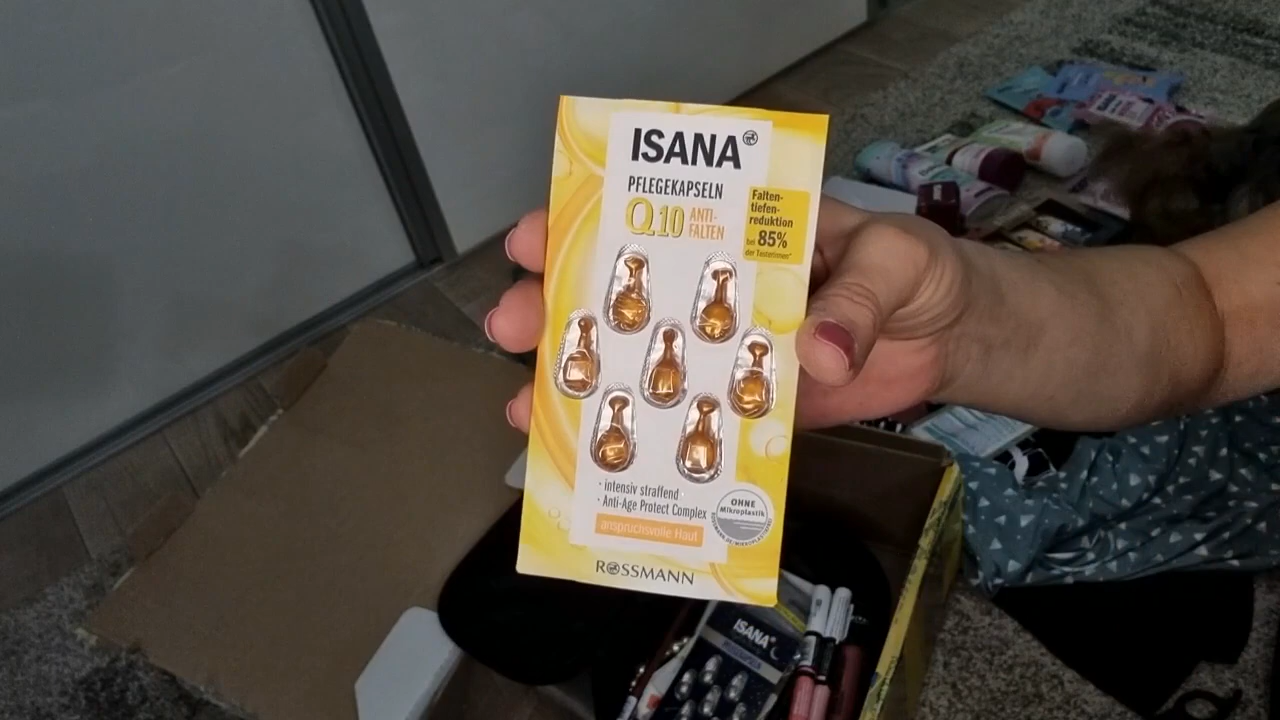 ISANA
PFLEGEKAPSELN
Q10 ANTI-
FALTEN
Falten-
tiefen-
reduktion
bei 85%
der Testerinnen*
· intensiv straffend
· Anti-Age Protect Complex
anspruchsvolle Haut
OHNE
Mikroplastik
ROSSMANN
ISANA